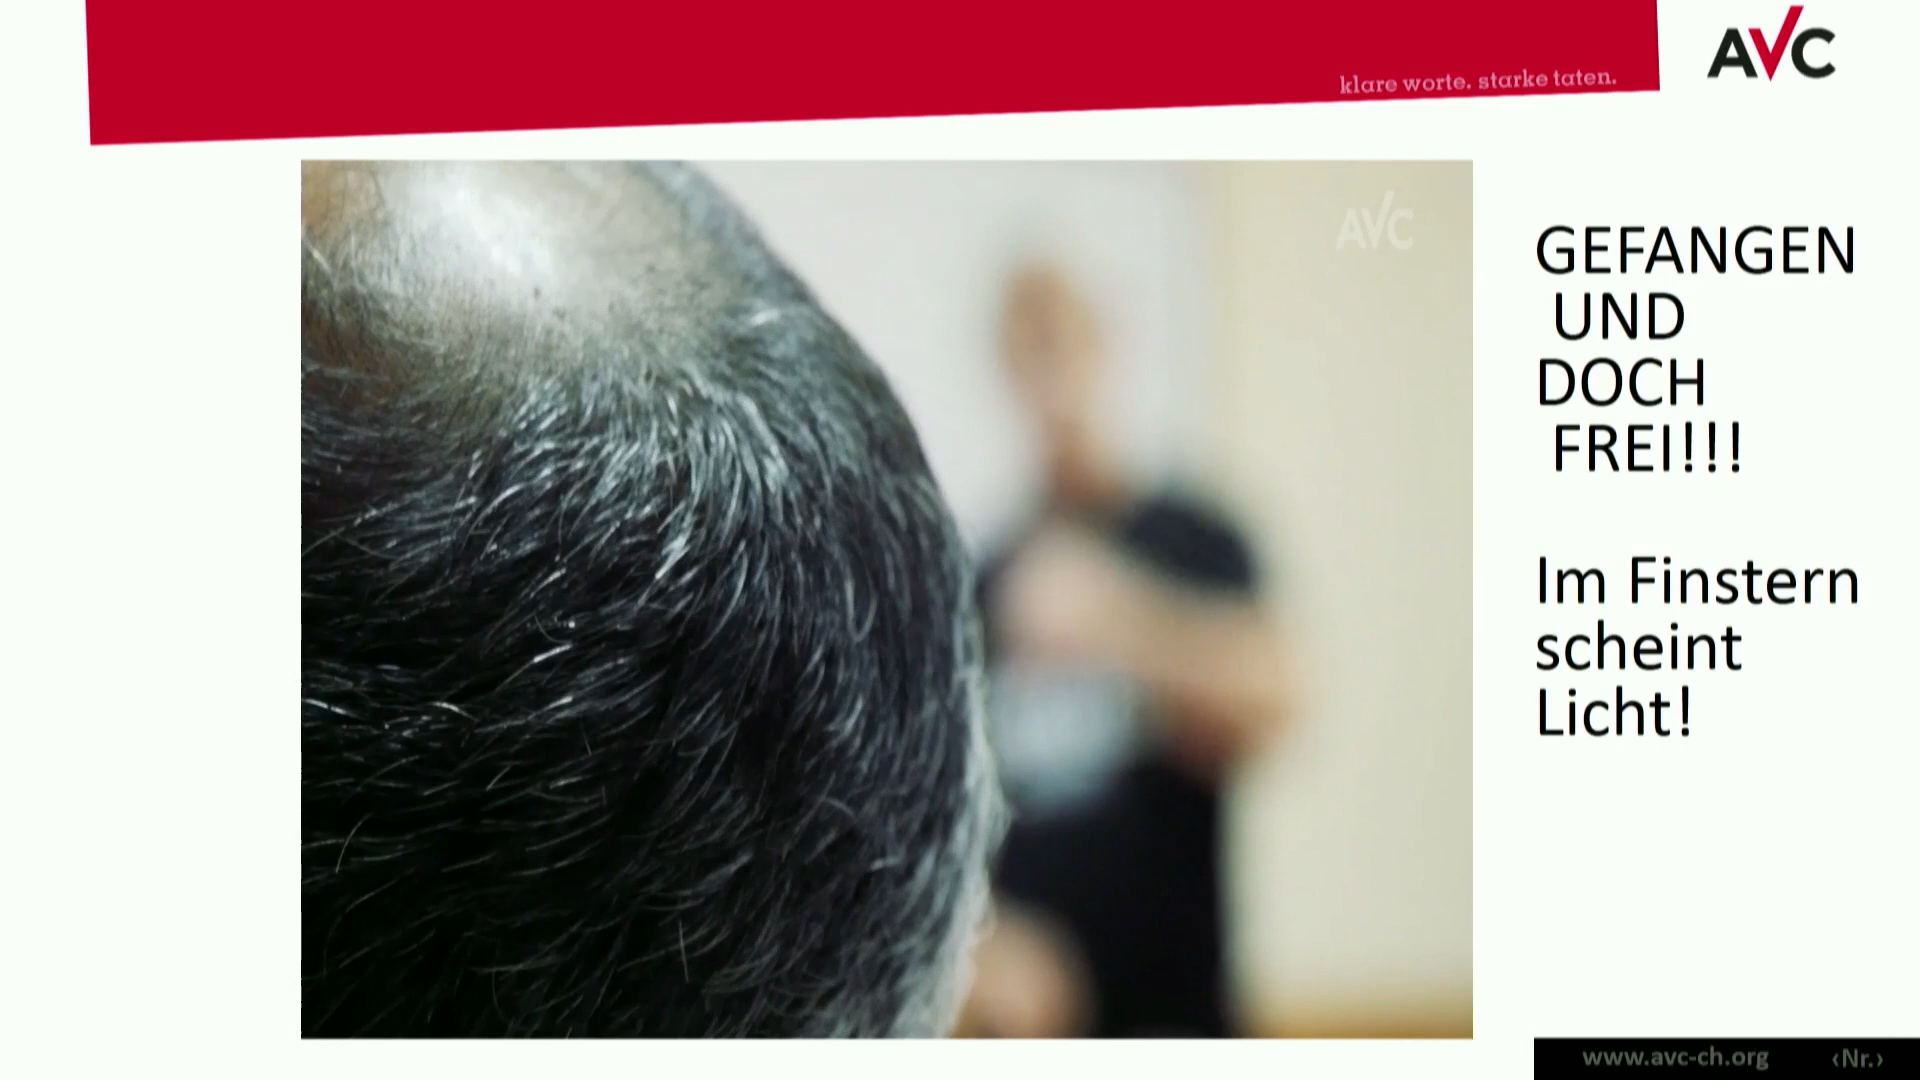 klare worte. starke taten.
AVC
AVC
GEFANGEN
UND
DOCH
FREI!!!
Im Finstern
scheint
Licht!
www.avc-ch.org ‹Nr.›